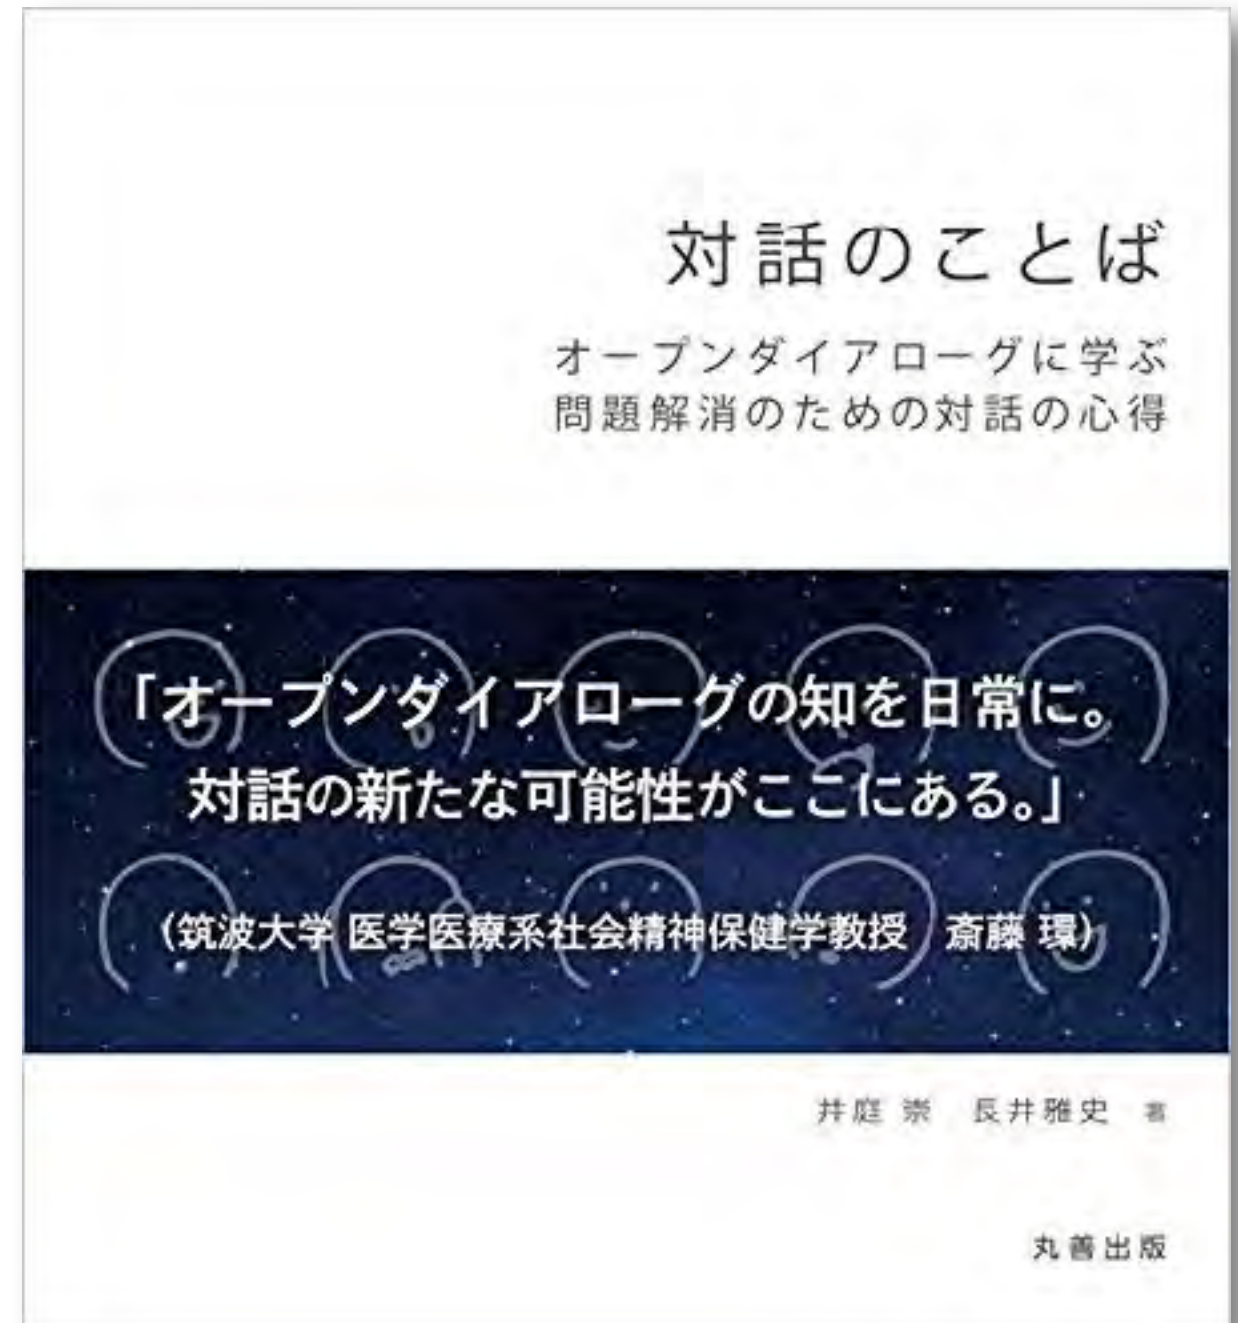 対話のことば
オープンダイアローグに学ぶ
問題解消のための対話の心得
「オープンダイアローグの知を日常に。
対話の新たな可能性がここにある。」
(筑波大学 医学医療系社会精神保健学教授 斎藤 環)
井庭 崇 長井雅史 著
丸善出版